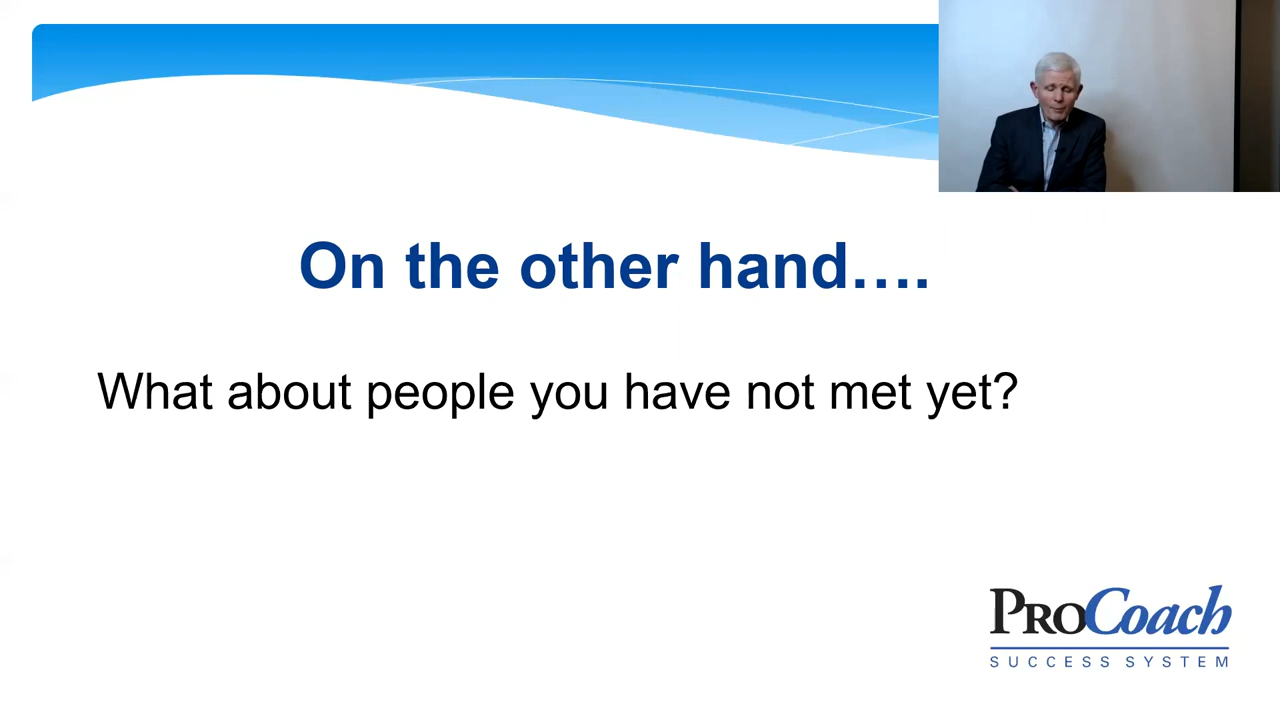 On the other hand….
What about people you have not met yet?
PROCoach
SUCCESS SYSTEM